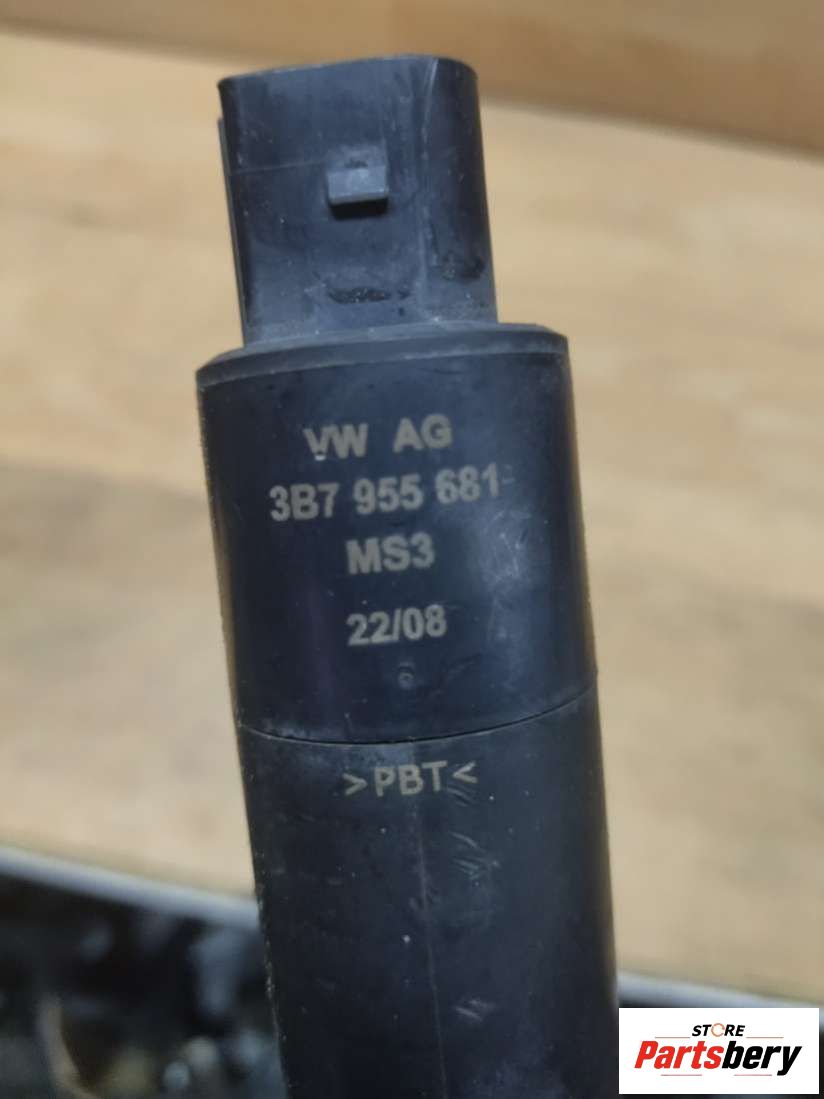 VW AG
3B7 955 681
MS3
22/08
>PBT<
STORE
Partsbery